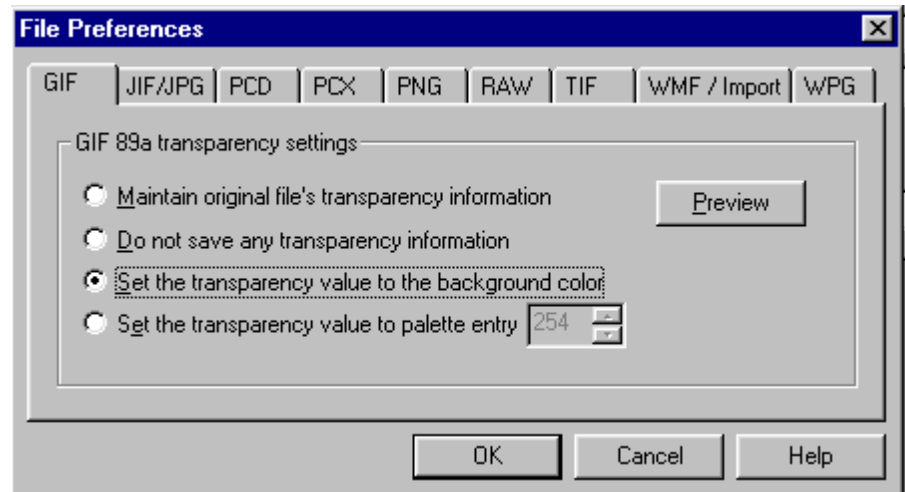 File Preferences
GIF JIF/JPG PCD PCX PNG RAW TIF WMF / Import WPG
GIF 89a transparency settings
Maintain original file's transparency information
Preview
Do not save any transparency information
Set the transparency value to the background color
Set the transparency value to palette entry 254
OK Cancel Help